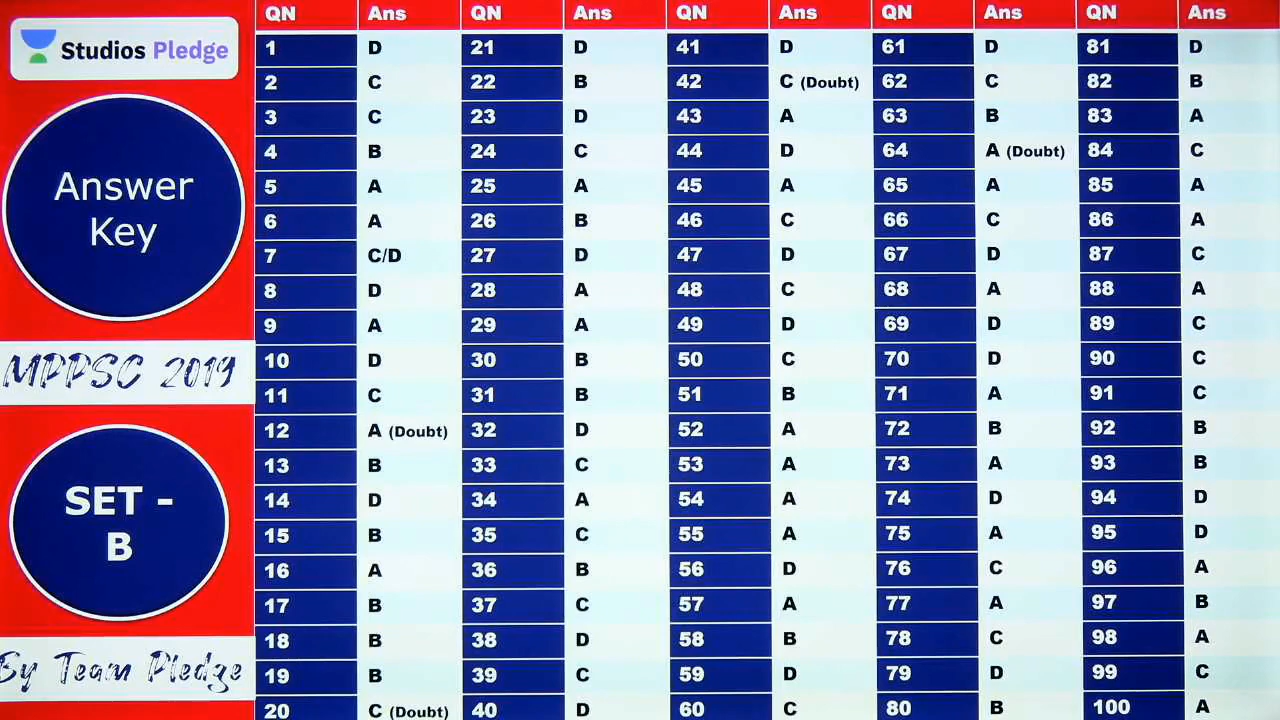 Studios Pledge
Answer
Key
MPPSC 2019
SET -
B
By Team Pledge
QN Ans QN Ans QN Ans QN Ans QN Ans
1 D 21 D 41 D 61 D 81 D
2 C 22 B 42 C (Doubt) 62 C 82 B
3 C 23 D 43 A 63 B 83 A
4 B 24 C 44 D 64 A (Doubt) 84 C
5 A 25 A 45 A 65 A 85 A
6 A 26 B 46 C 66 C 86 A
7 C/D 27 D 47 D 67 D 87 C
8 D 28 A 48 C 68 A 88 A
9 A 29 A 49 D 69 D 89 C
10 D 30 B 50 C 70 D 90 C
11 C 31 B 51 B 71 A 91 C
12 A (Doubt) 32 D 52 A 72 B 92 B
13 B 33 C 53 A 73 A 93 B
14 D 34 A 54 A 74 D 94 D
15 B 35 C 55 A 75 A 95 D
16 A 36 B 56 D 76 C 96 A
17 B 37 C 57 A 77 A 97 B
18 B 38 D 58 B 78 C 98 A
19 B 39 C 59 D 79 D 99 C
20 C (Doubt) 40 D 60 C 80 B 100 A